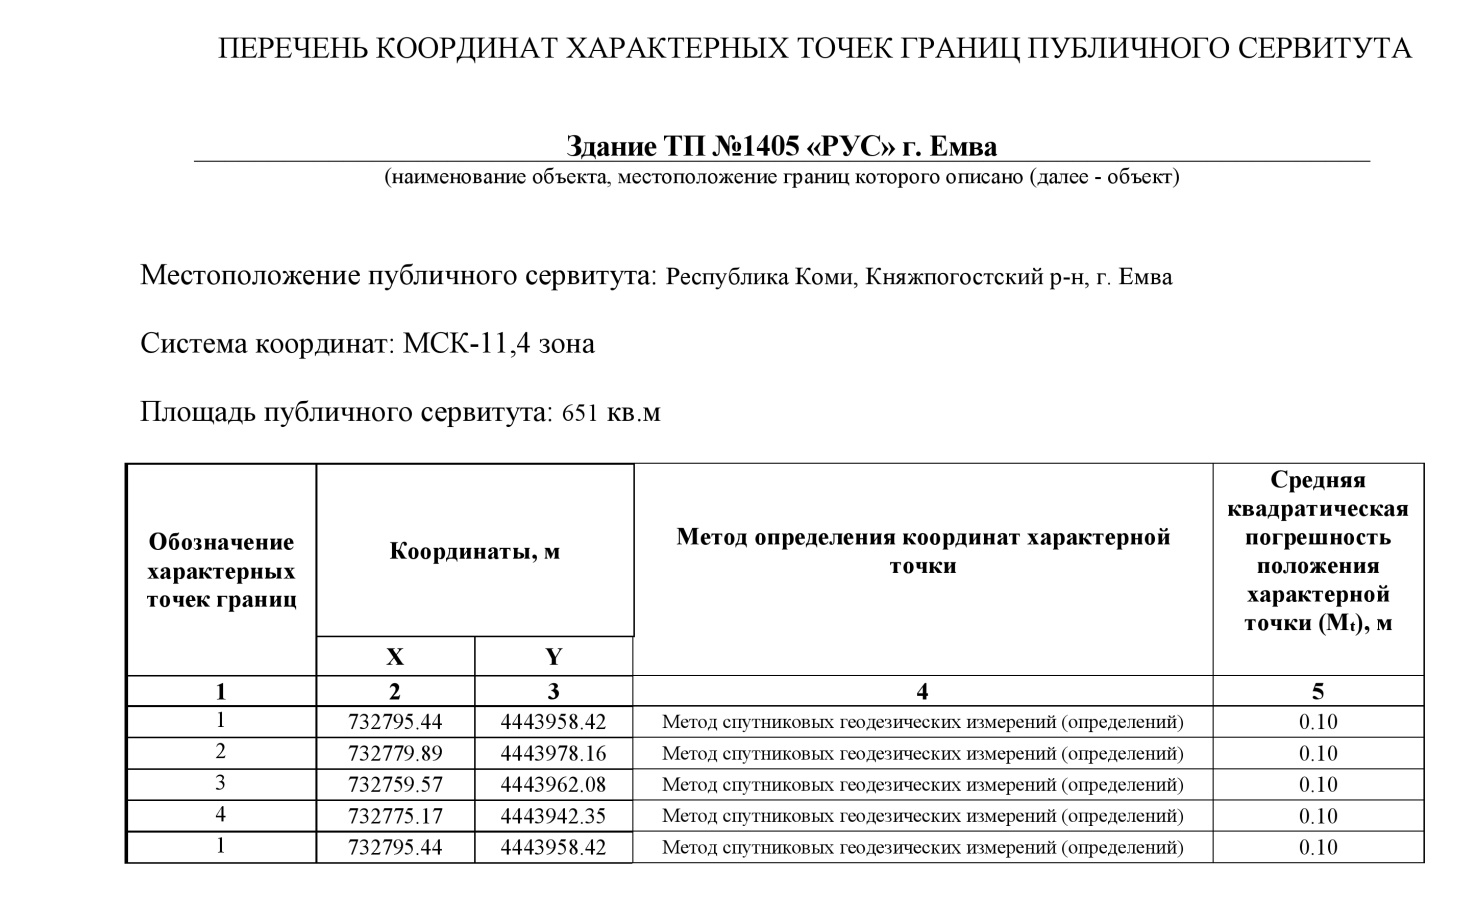 ПЕРЕЧЕНЬ КООРДИНАТ ХАРАКТЕРНЫХ ТОЧЕК ГРАНИЦ ПУБЛИЧНОГО СЕРВИТУТА
Здание ТП №1405 «РУС» г. Емва
(наименование объекта, местоположение границ которого описано (далее - объект)
Местоположение публичного сервитута: Республика Коми, Княжпогостский р-н, г. Емва
Система координат: МСК-11,4 зона
Площадь публичного сервитута: 651 кв.м
Обозначение
характерных
точек границ
Координаты, м
Метод определения координат характерной
точки
Средняя
квадратическая
погрешность
положения
характерной
точки (Mt), м
X Y
1 2 3 4 5
1 732795.44 4443958.42 Метод спутниковых геодезических измерений (определений) 0.10
2 732779.89 4443978.16 Метод спутниковых геодезических измерений (определений) 0.10
3 732759.57 4443962.08 Метод спутниковых геодезических измерений (определений) 0.10
4 732775.17 4443942.35 Метод спутниковых геодезических измерений (определений) 0.10
1 732795.44 4443958.42 Метод спутниковых геодезических измерений (определений) 0.10